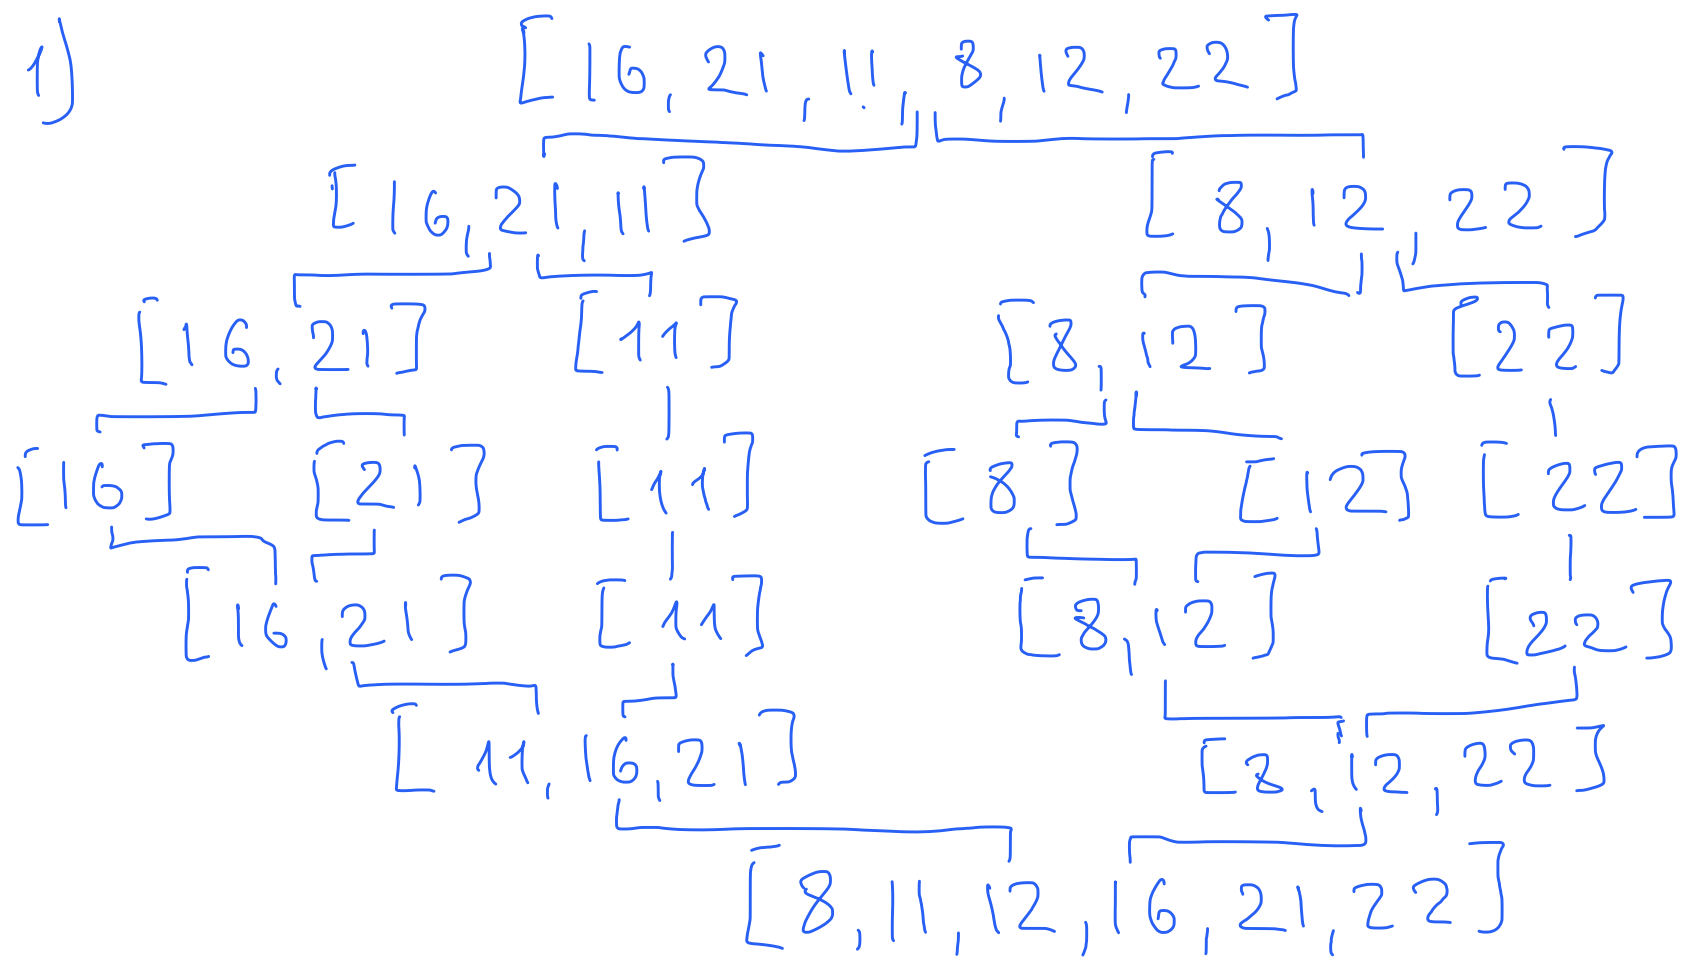 1) [16, 21, 11, 8, 12, 22]
[16, 21, 11] [8, 12, 22]
[16, 21] [11] [8, 12] [22]
[16] [21] [11] [8] [12] [22]
[16, 21] [11] [8, 12] [22]
[11, 16, 21] [8, 12, 22]
[8, 11, 12, 16, 21, 22]